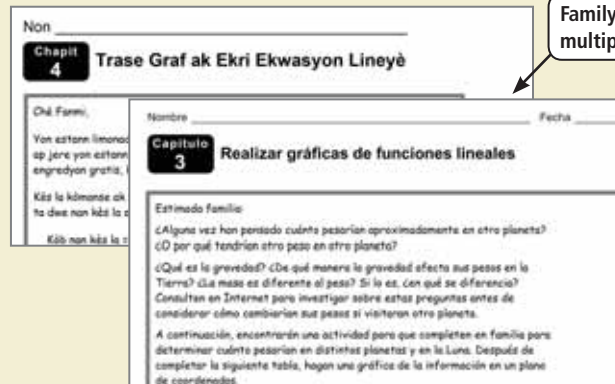 Family
multip
Non
Chapit
4
Trase Graf ak Ekri Ekwasyon Lineyè
Chè Fanmi,
Yon estann limonad
ap jere yon estann
engredyan gratis,
Kès la kòmanse ak
ta dwe nan kès la
Kòb nan kès la
Nombre Fecha
Capítulo
3
Realizar gráficas de funciones lineales
Estimada familia:
¿Alguna vez han pensado cuánto pesarían aproximadamente en otro planeta?
¿O por qué tendrían otro peso en otro planeta?
¿Qué es la gravedad? ¿De qué manera la gravedad afecta sus pesos en la
Tierra? ¿La masa es diferente al peso? Si lo es, ¿en qué se diferencia?
Consulten en Internet para investigar sobre estas preguntas antes de
considerar cómo cambiarían sus pesos si visitaran otro planeta.
A continuación, encontrarán una actividad para que completen en familia para
determinar cuánto pesarían en distintos planetas y en la Luna. Después de
completar la siguiente tabla, hagan una gráfica de la información en un plano
de coordenadas.